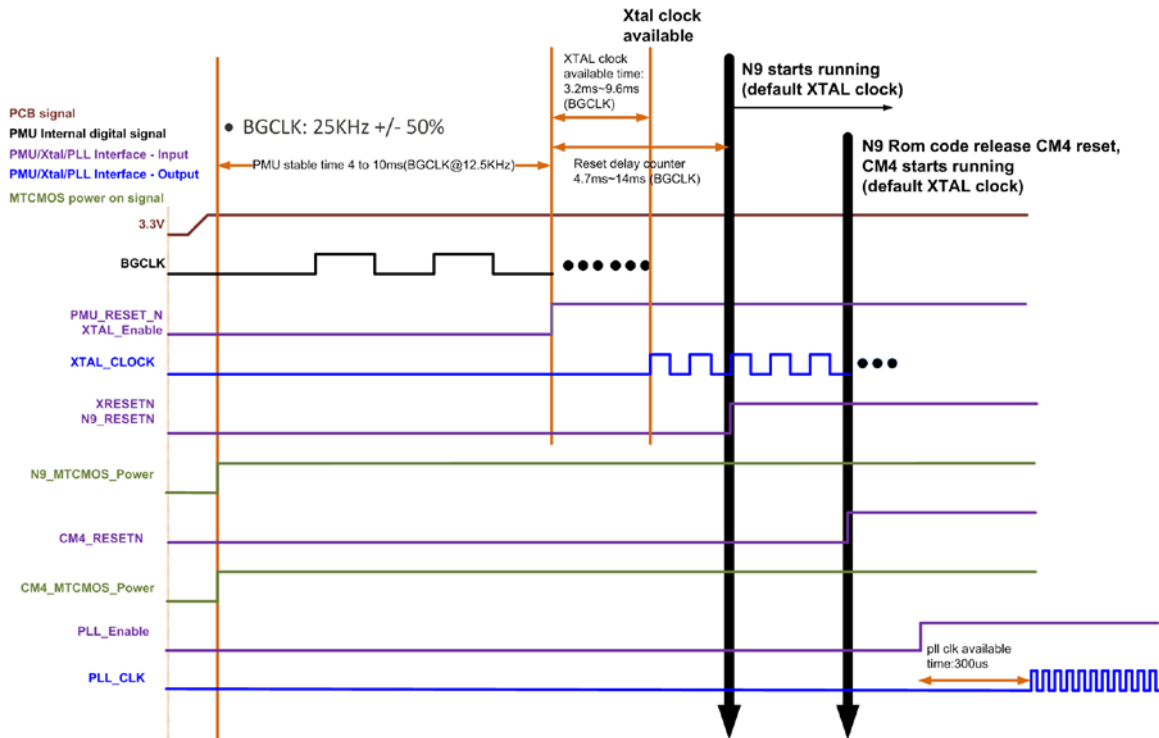 Xtal clock
available
XTAL clock
available time:
3.2ms~9.6ms
(BGCLK)
N9 starts running
(default XTAL clock)
PCB signal
PMU Internal digital signal
PMU/Xtal/PLL Interface - Input
PMU/Xtal/PLL Interface - Output
MTCMOS power on signal
● BGCLK: 25KHz +/- 50%
PMU stable time 4 to 10ms(BGCLK@12.5KHz)
Reset delay counter
4.7ms~14ms (BGCLK)
N9 Rom code release CM4 reset,
CM4 starts running
(default XTAL clock)
3.3V
BGCLK
PMU_RESET_N
XTAL_Enable
XTAL_CLOCK
XRESETN
N9_RESETN
N9_MTCMOS_Power
CM4_RESETN
CM4_MTCMOS_Power
PLL_Enable
pll clk available
time:300us
PLL_CLK